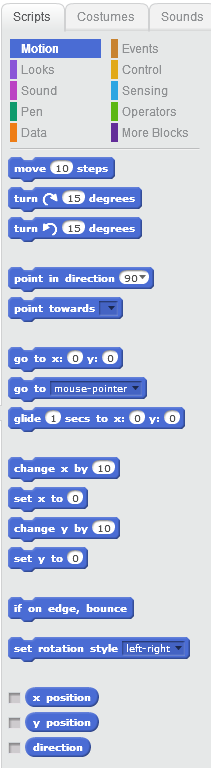 Scripts Costumes Sounds
Motion Events
Looks Control
Sound Sensing
Pen Operators
Data More Blocks
move 10 steps
turn 15 degrees
turn 15 degrees
point in direction 90
point towards
go to x: 0 y: 0
go to mouse-pointer
glide 1 secs to x: 0 y: 0
change x by 10
set x to 0
change y by 10
set y to 0
if on edge, bounce
set rotation style left-right
x position
y position
direction